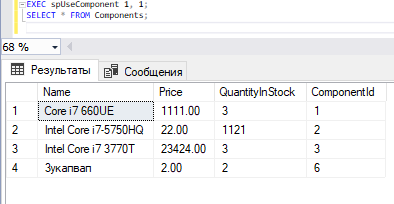 EXEC spUseComponent 1, 1;
SELECT * FROM Components;
68 %
Результаты Сообщения
Name Price QuantityInStock ComponentId
1 Core i7 660UE 1111.00 3 1
2 Intel Core i7-5750HQ 22.00 1121 2
3 Intel Core i7 3770T 23424.00 3 3
4 Зукапвап 2.00 2 6